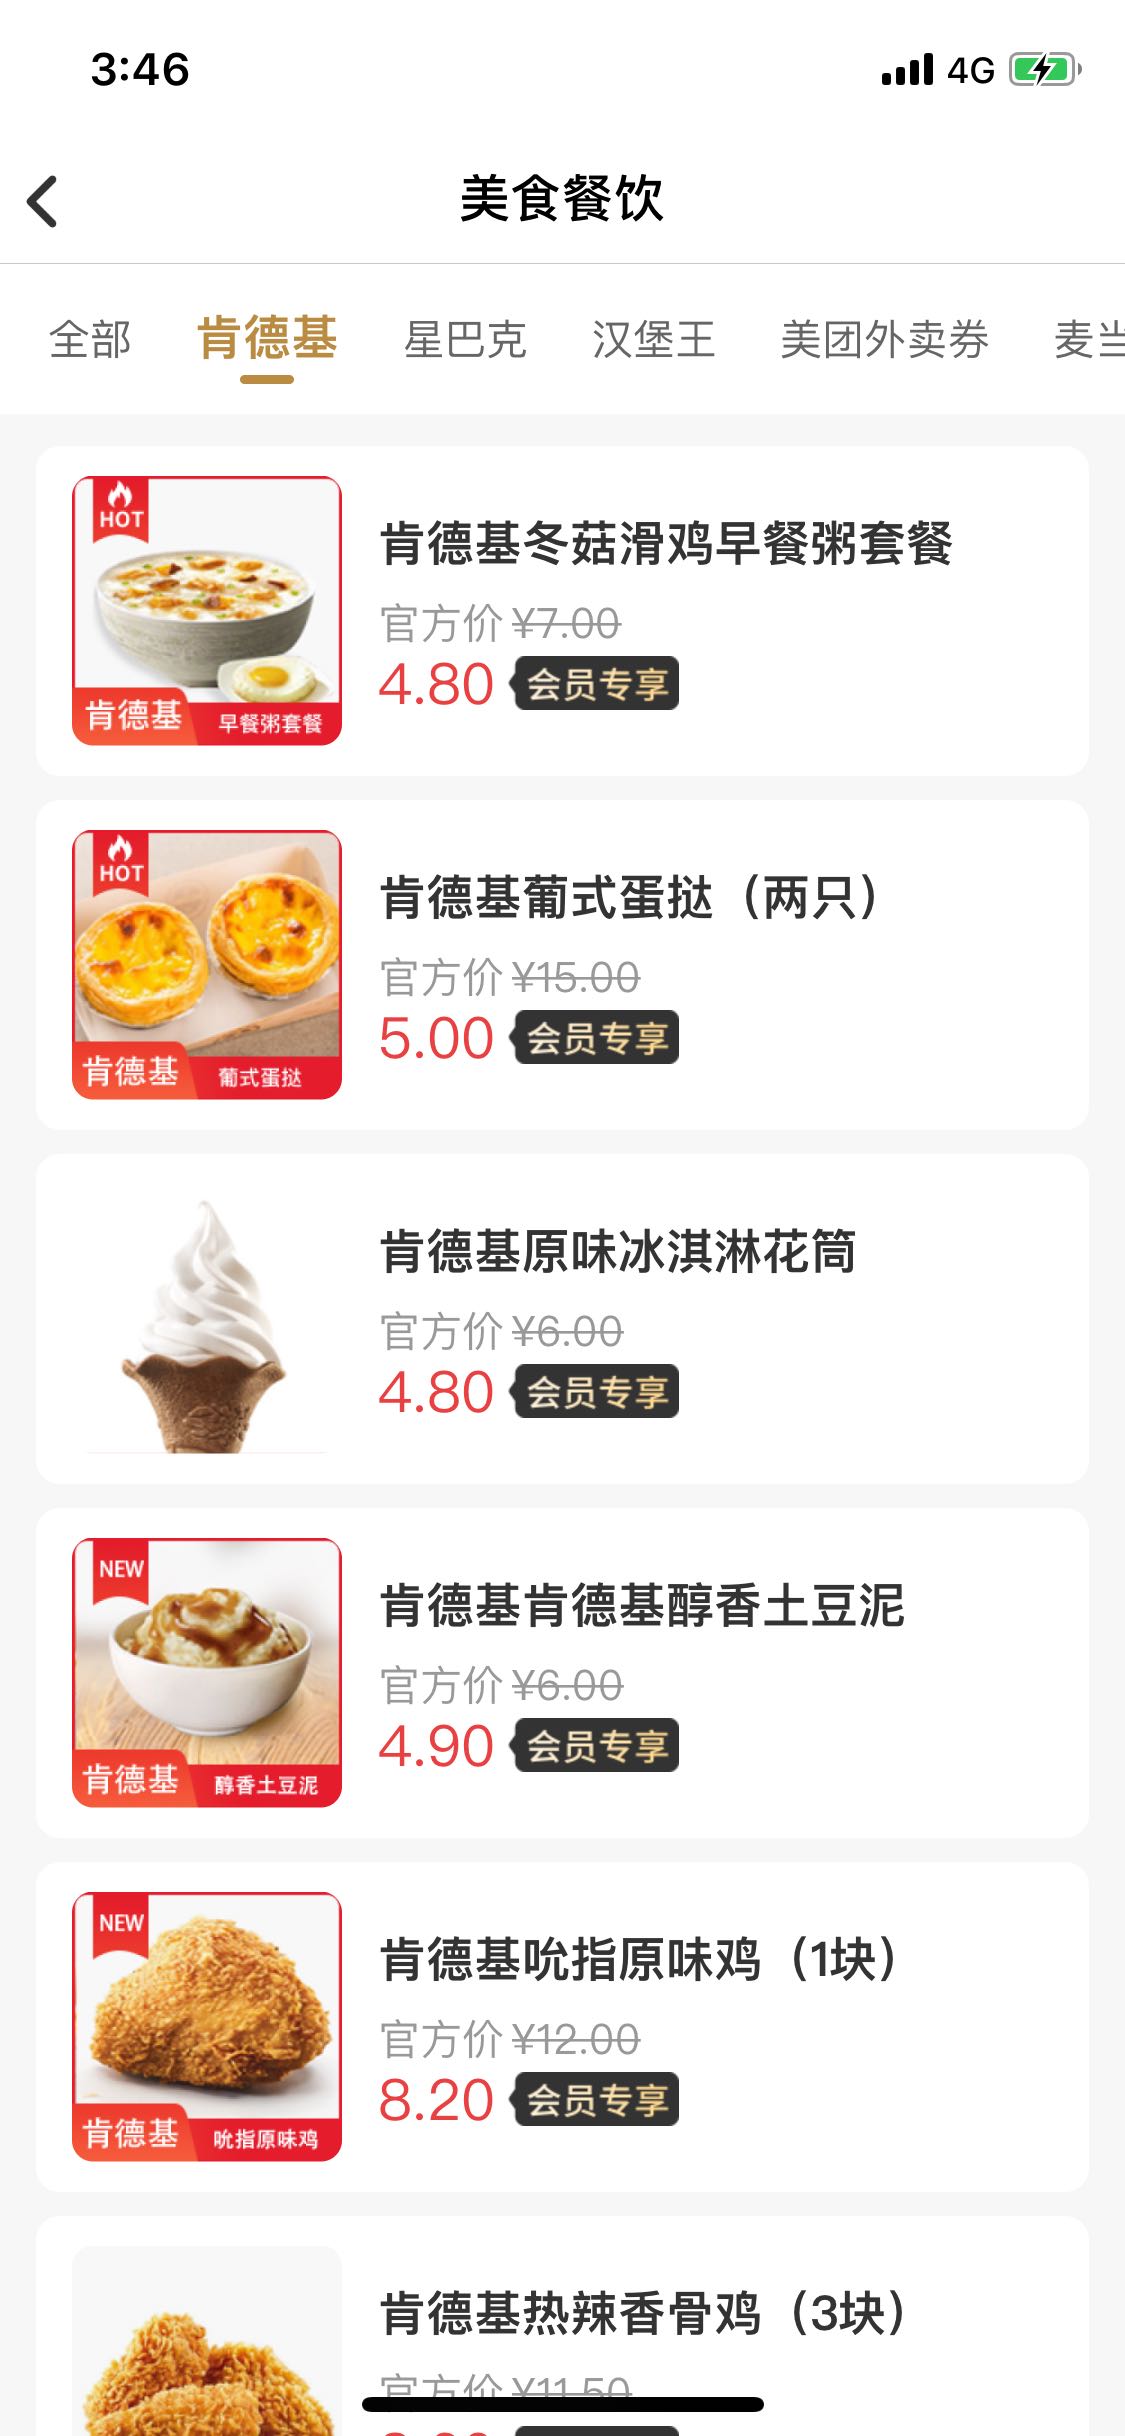 3:46
4G
美食餐饮
全部 肯德基 星巴克 汉堡王 美团外卖券 麦当
HOT
肯德基 早餐粥套餐
肯德基冬菇滑鸡早餐粥套餐
官方价 ¥7.00
4.80 会员专享
HOT
肯德基 葡式蛋挞
肯德基葡式蛋挞（两只）
官方价 ¥15.00
5.00 会员专享
肯德基原味冰淇淋花筒
官方价 ¥6.00
4.80 会员专享
NEW
肯德基 醇香土豆泥
肯德基肯德基醇香土豆泥
官方价 ¥6.00
4.90 会员专享
NEW
肯德基 吮指原味鸡
肯德基吮指原味鸡（1块）
官方价 ¥12.00
8.20 会员专享
肯德基热辣香骨鸡（3块）
官方价 ¥11.50